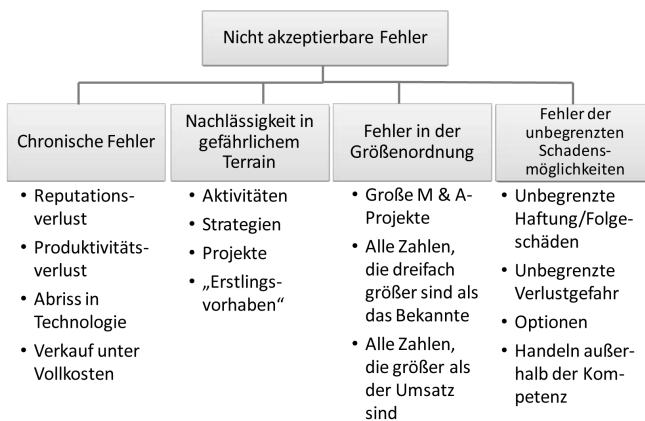 Nicht akzeptierbare Fehler
Chronische Fehler
• Reputations-
verlust
• Produktivitäts-
verlust
• Abriss in
Technologie
• Verkauf unter
Vollkosten
Nachlässigkeit in
gefährlichem
Terrain
• Aktivitäten
• Strategien
• Projekte
• „Erstlings-
vorhaben“
Fehler in der
Größenordnung
• Große M & A-
Projekte
• Alle Zahlen,
die dreifach
größer sind als
das Bekannte
• Alle Zahlen,
die größer als
der Umsatz
sind
Fehler der
unbegrenzten
Schadens-
möglichkeiten
• Unbegrenzte
Haftung/Folge-
schäden
• Unbegrenzte
Verlustgefahr
• Optionen
• Handeln außer-
halb der Kom-
petenz